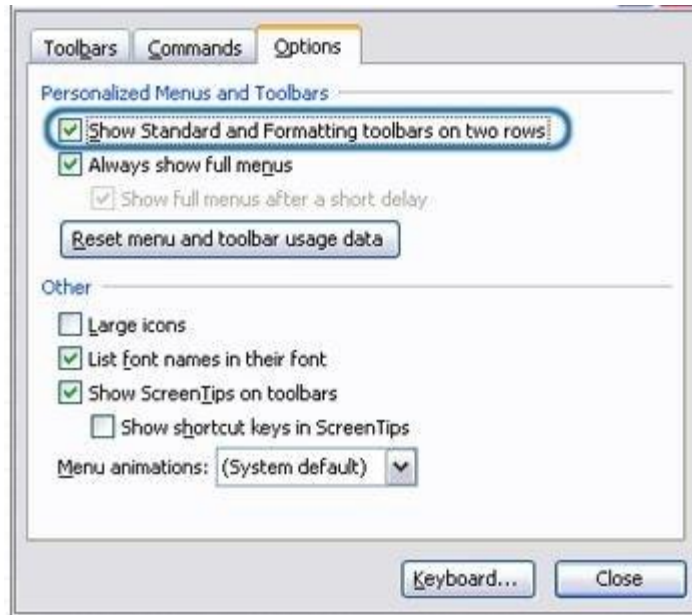 Toolbars Commands Options
Personalized Menus and Toolbars
Show Standard and Formatting toolbars on two rows
Always show full menus
Show full menus after a short delay
Reset menu and toolbar usage data
Other
Large icons
List font names in their font
Show ScreenTips on toolbars
Show shortcut keys in ScreenTips
Menu animations: (System default)
Keyboard... Close